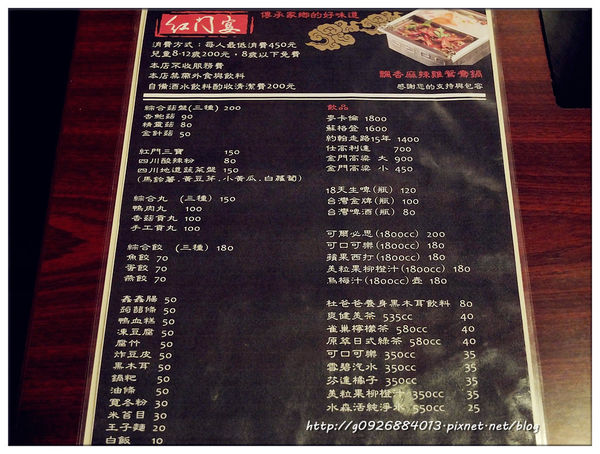 紅門宴
傳承家鄉的好味道
消費方式：每人最低消費450元
兒童8-12歲200元，8歲以下免費
本店不收服務費
本店禁帶外食與飲料
自備酒水飲料酌收清潔費200元
飄香麻辣雞鴛鴦鍋
感謝您的支持與包容
綜合菇盤(三種) 200
杏鮑菇 90
精靈菇 80
金針菇 50
紅門三寶 150
四川酸辣粉 80
四川地道蔬菜盤 150
(馬鈴薯.黃豆芽.小黃瓜.白蘿蔔)
綜合丸 (三種) 150
鴨肉丸 100
香菇貢丸 100
手工貢丸 100
綜合餃 (三種) 180
魚餃 70
蛋餃 70
燕餃 70
鑫鑫腸 50
蒟蒻條 50
鴨血糕 50
凍豆腐 50
腐竹 50
炸豆皮 50
黑木耳 50
鍋粑 50
油條 50
寬冬粉 30
米苔目 30
王子麵 20
白飯 10
飲品
麥卡倫 1800
蘇格登 1600
約翰走路15年 1400
仕高利達 700
金門高梁 大 900
金門高梁 小 450
18天生啤(瓶) 120
台灣金牌(瓶) 100
台灣啤酒(瓶) 80
可爾必思(1800cc) 200
可口可樂(1800cc) 180
蘋果西打(1800cc) 180
美粒果柳橙汁(1800cc) 180
烏梅汁(1800cc)壺 180
杜爸爸養身黑木耳飲料 80
爽健美茶 535cc 40
雀巢檸檬茶 580cc 40
原萃日式綠茶 580cc 40
可口可樂 350cc 35
雪碧汽水 350cc 35
芬達橘子 350cc 35
美粒果柳橙汁 350cc 35
水森活純淨水 550cc 25
http://g0926884013.pixnet.net/blog